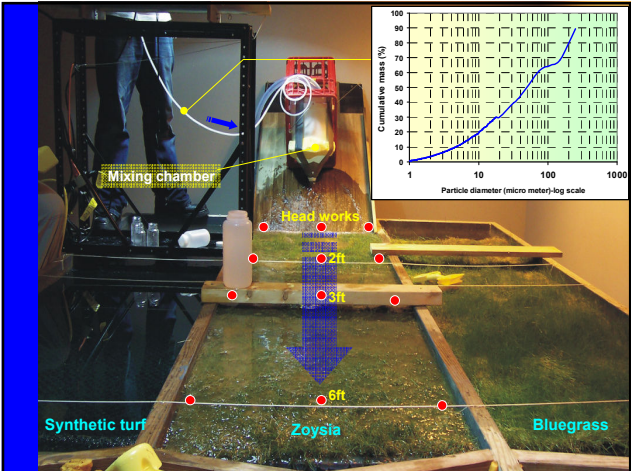 Cumulative mass (%)
100
90
80
70
60
50
40
30
20
10
0
1
10
100
1000
Particle diameter (micro meter)-log scale
Mixing chamber
Head works
2ft
3ft
6ft
Synthetic turf
Zoysia
Bluegrass